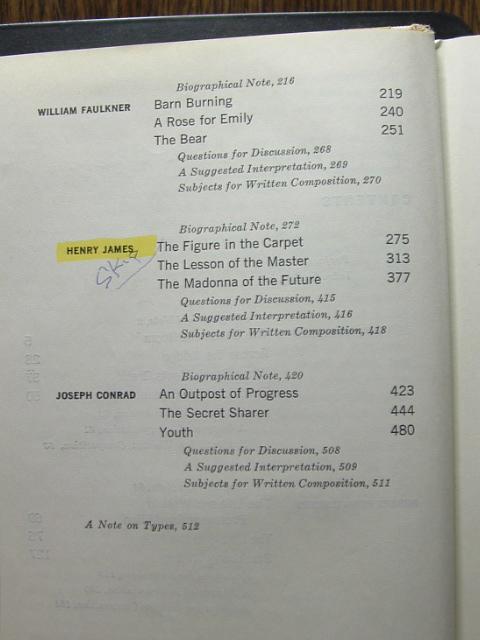 Biographical Note, 216
WILLIAM FAULKNER Barn Burning 219
A Rose for Emily 240
The Bear 251
Questions for Discussion, 268
A Suggested Interpretation, 269
Subjects for Written Composition, 270
Biographical Note, 272
HENRY JAMES The Figure in the Carpet 275
Skip
The Lesson of the Master 313
The Madonna of the Future 377
Questions for Discussion, 415
A Suggested Interpretation, 416
Subjects for Written Composition, 418
Biographical Note, 420
JOSEPH CONRAD An Outpost of Progress 423
The Secret Sharer 444
Youth 480
Questions for Discussion, 508
A Suggested Interpretation, 509
Subjects for Written Composition, 511
A Note on Types, 512